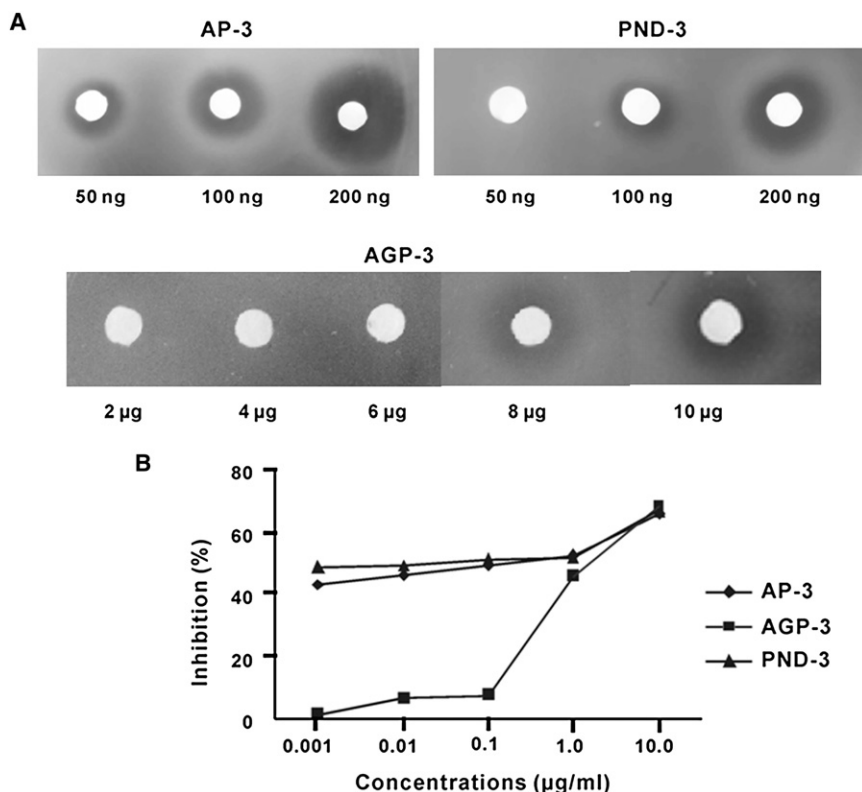 A
AP-3
PND-3
50 ng 100 ng 200 ng
50 ng 100 ng 200 ng
AGP-3
2 µg 4 µg 6 µg 8 µg 10 µg
B
Inhibition (%)
80
60
40
20
0
0.001 0.01 0.1 1.0 10.0
Concentrations (µg/ml)
AP-3
AGP-3
PND-3